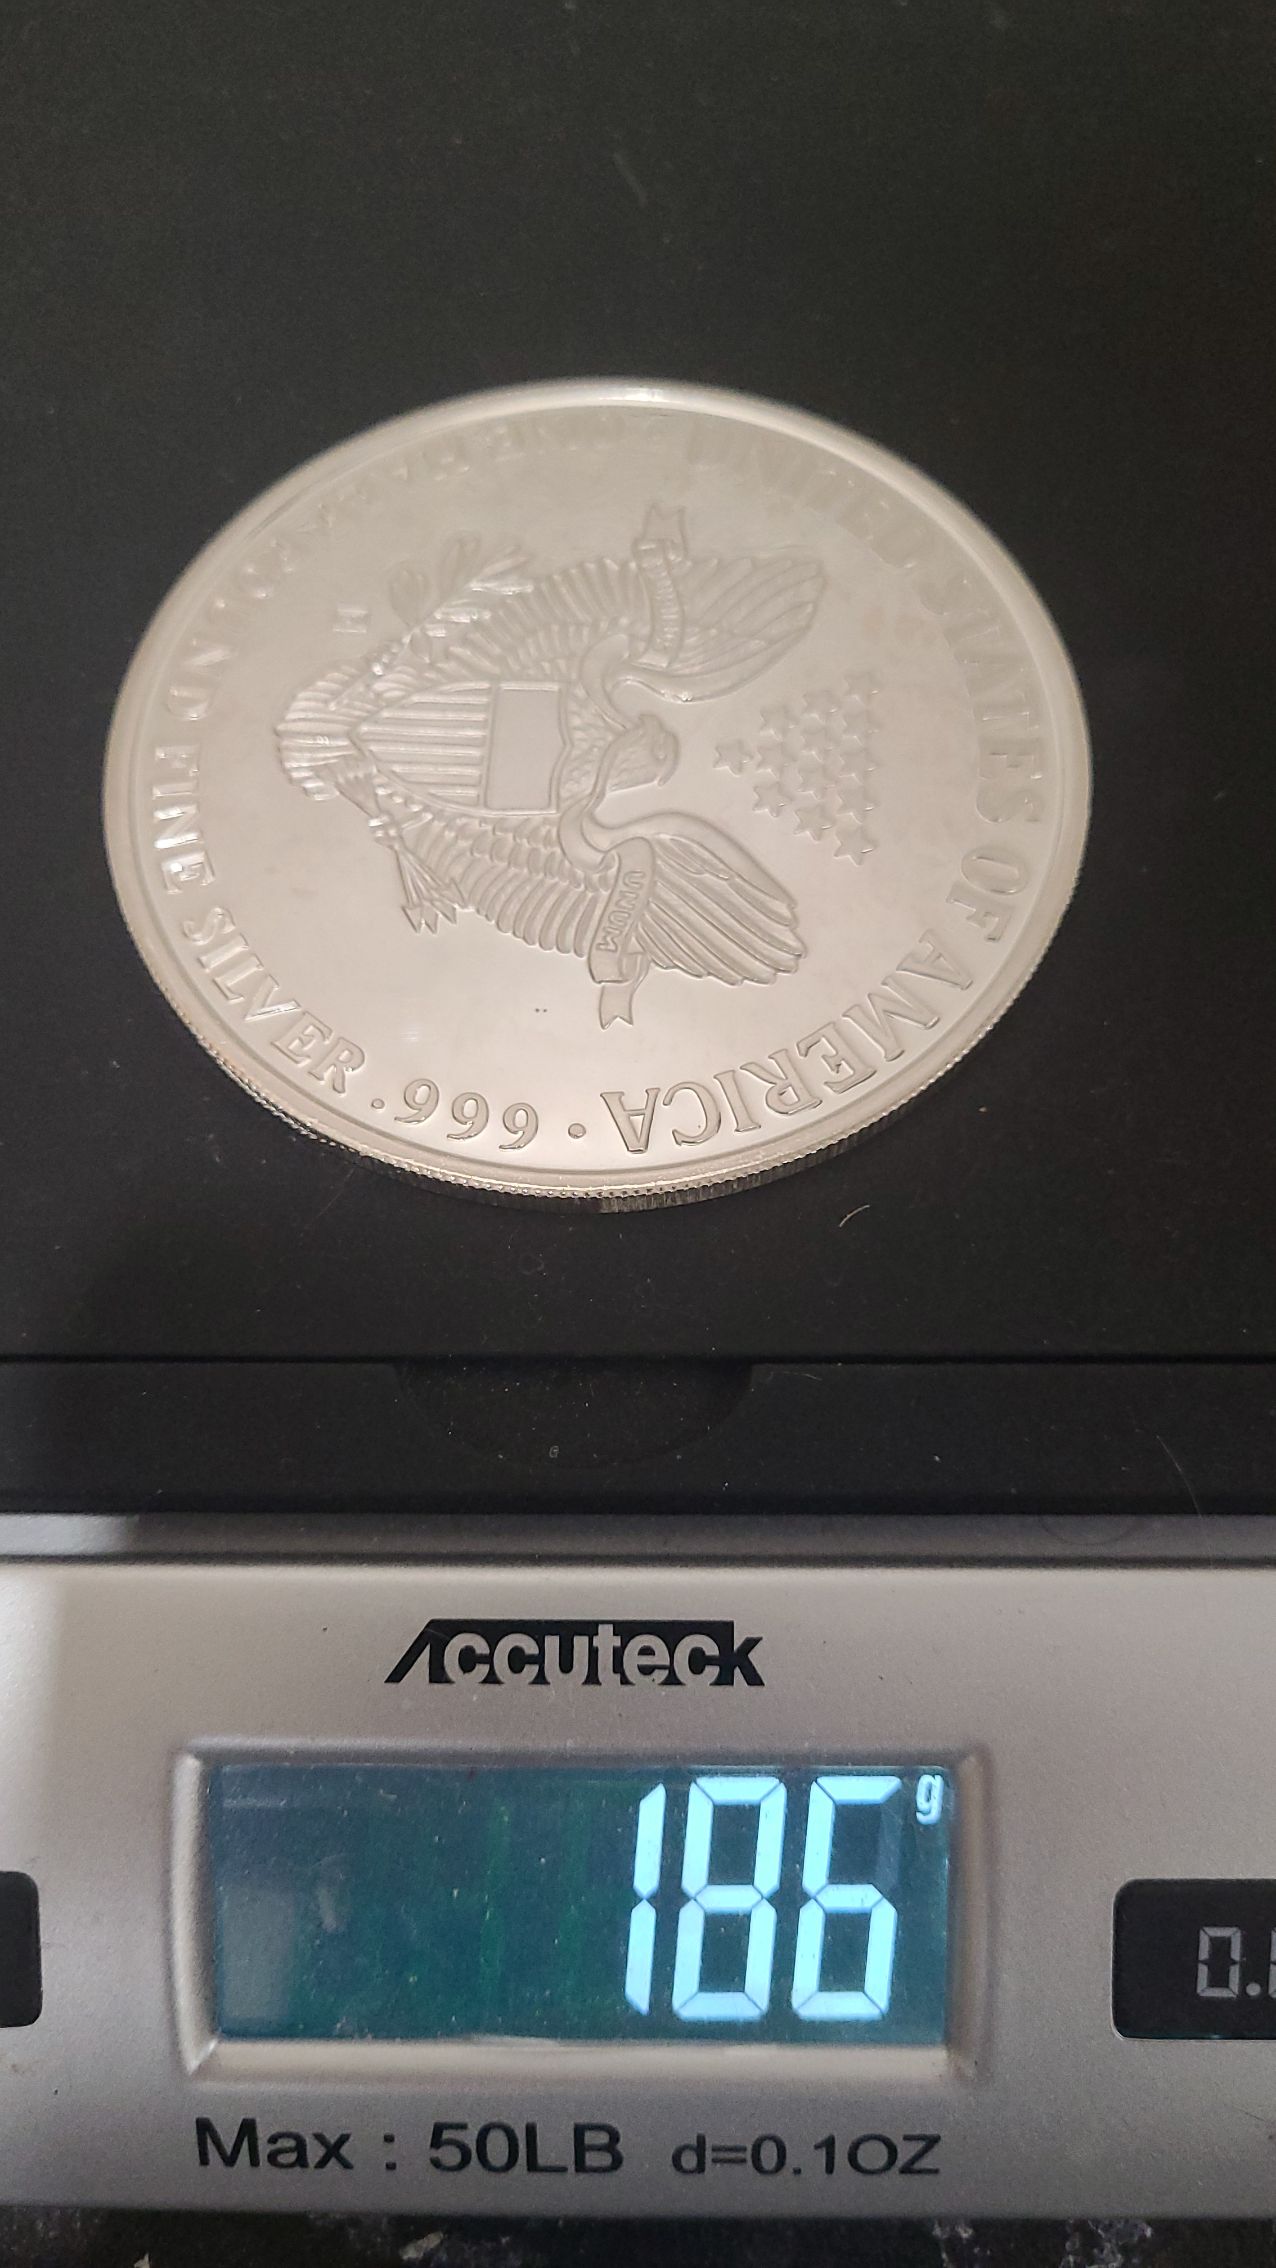 UNITED STATES OF AMERICA ·
UNUM
FINE SILVER .999
Accuteck
186 g
Max : 50LB d=0.1OZ